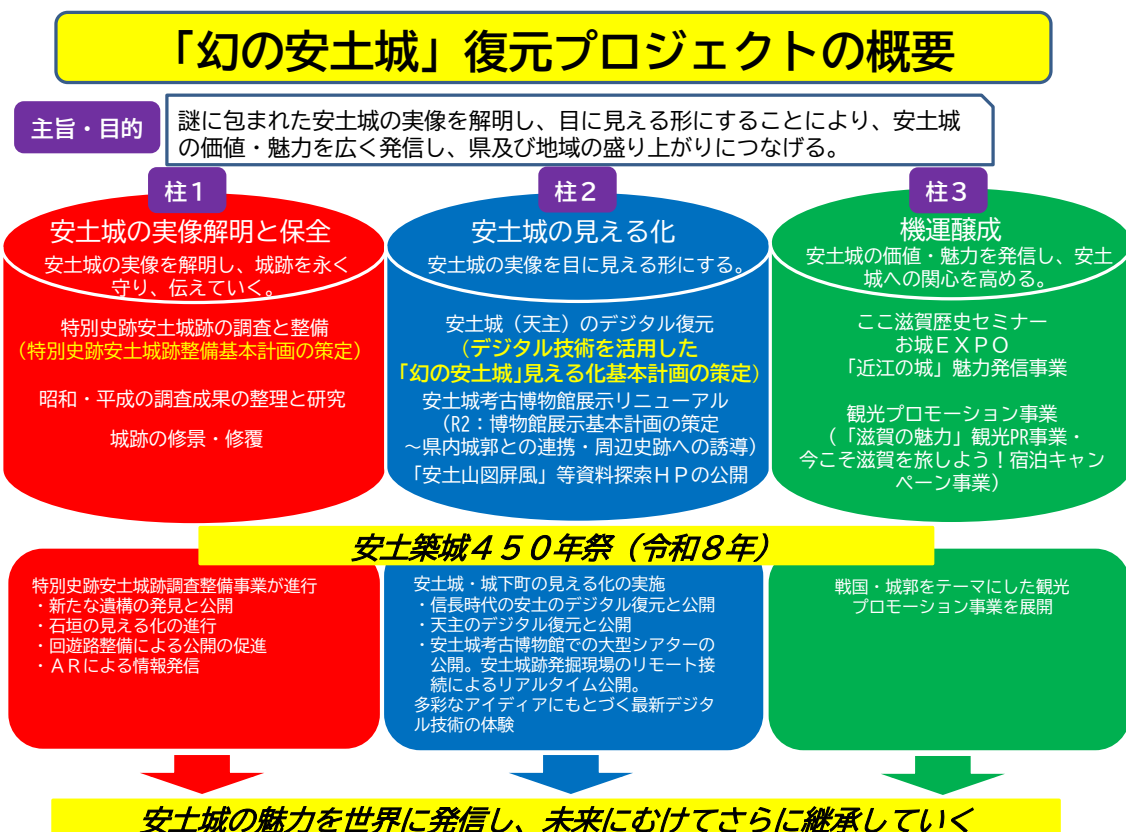 「幻の安土城」復元プロジェクトの概要
主旨・目的
謎に包まれた安土城の実像を解明し、目に見える形にすることにより、安土城
の価値・魅力を広く発信し、県及び地域の盛り上がりにつなげる。
柱１
安土城の実像解明と保全
安土城の実像を解明し、城跡を永く
守り、伝えていく。
特別史跡安土城跡の調査と整備
（特別史跡安土城跡整備基本計画の策定）
昭和・平成の調査成果の整理と研究
城跡の修景・修覆
柱２
安土城の見える化
安土城の実像を目に見える形にする。
安土城（天主）のデジタル復元
（デジタル技術を活用した
「幻の安土城」見える化基本計画の策定）
安土城考古博物館展示リニューアル
（R2：博物館展示基本計画の策定
～県内城郭との連携・周辺史跡への誘導）
「安土山図屏風」等資料探索ＨＰの公開
柱３
機運醸成
安土城の価値・魅力を発信し、安土
城への関心を高める。
ここ滋賀歴史セミナー
お城ＥＸＰＯ
「近江の城」魅力発信事業
観光プロモーション事業
（「滋賀の魅力」観光PR事業・
今こそ滋賀を旅しよう！宿泊キャン
ペーン事業）
安土築城４５０年祭（令和８年）
特別史跡安土城跡調査整備事業が進行
・新たな遺構の発見と公開
・石垣の見える化の進行
・回遊路整備による公開の促進
・ＡＲによる情報発信
安土城・城下町の見える化の実施
・信長時代の安土のデジタル復元と公開
・天主のデジタル復元と公開
・安土城考古博物館での大型シアターの
公開。安土城跡発掘現場のリモート接
続によるリアルタイム公開。
多彩なアイディアにもとづく最新デジタ
ル技術の体験
戦国・城郭をテーマにした観光
プロモーション事業を展開
安土城の魅力を世界に発信し、未来にむけてさらに継承していく